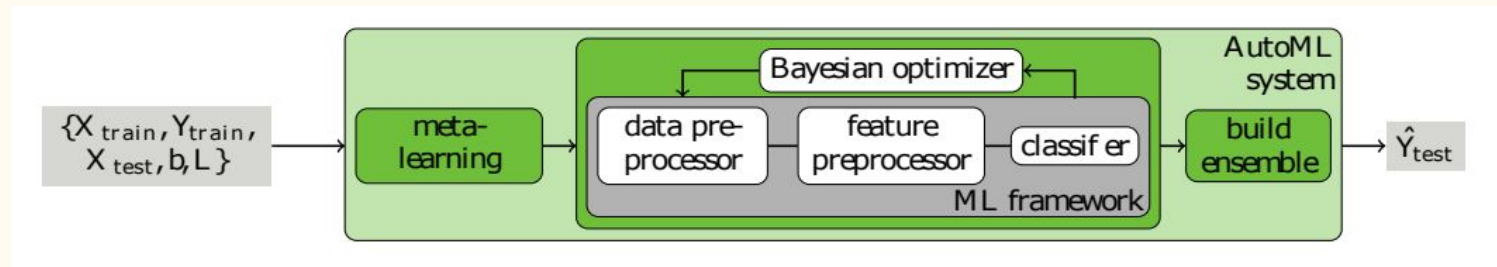 {X train, Ytrain,
X test, b, L}
meta-
learning
Bayesian optimizer
data pre-
processor
feature
preprocessor
classif er
ML framework
AutoML
system
build
ensemble
Ŷtest